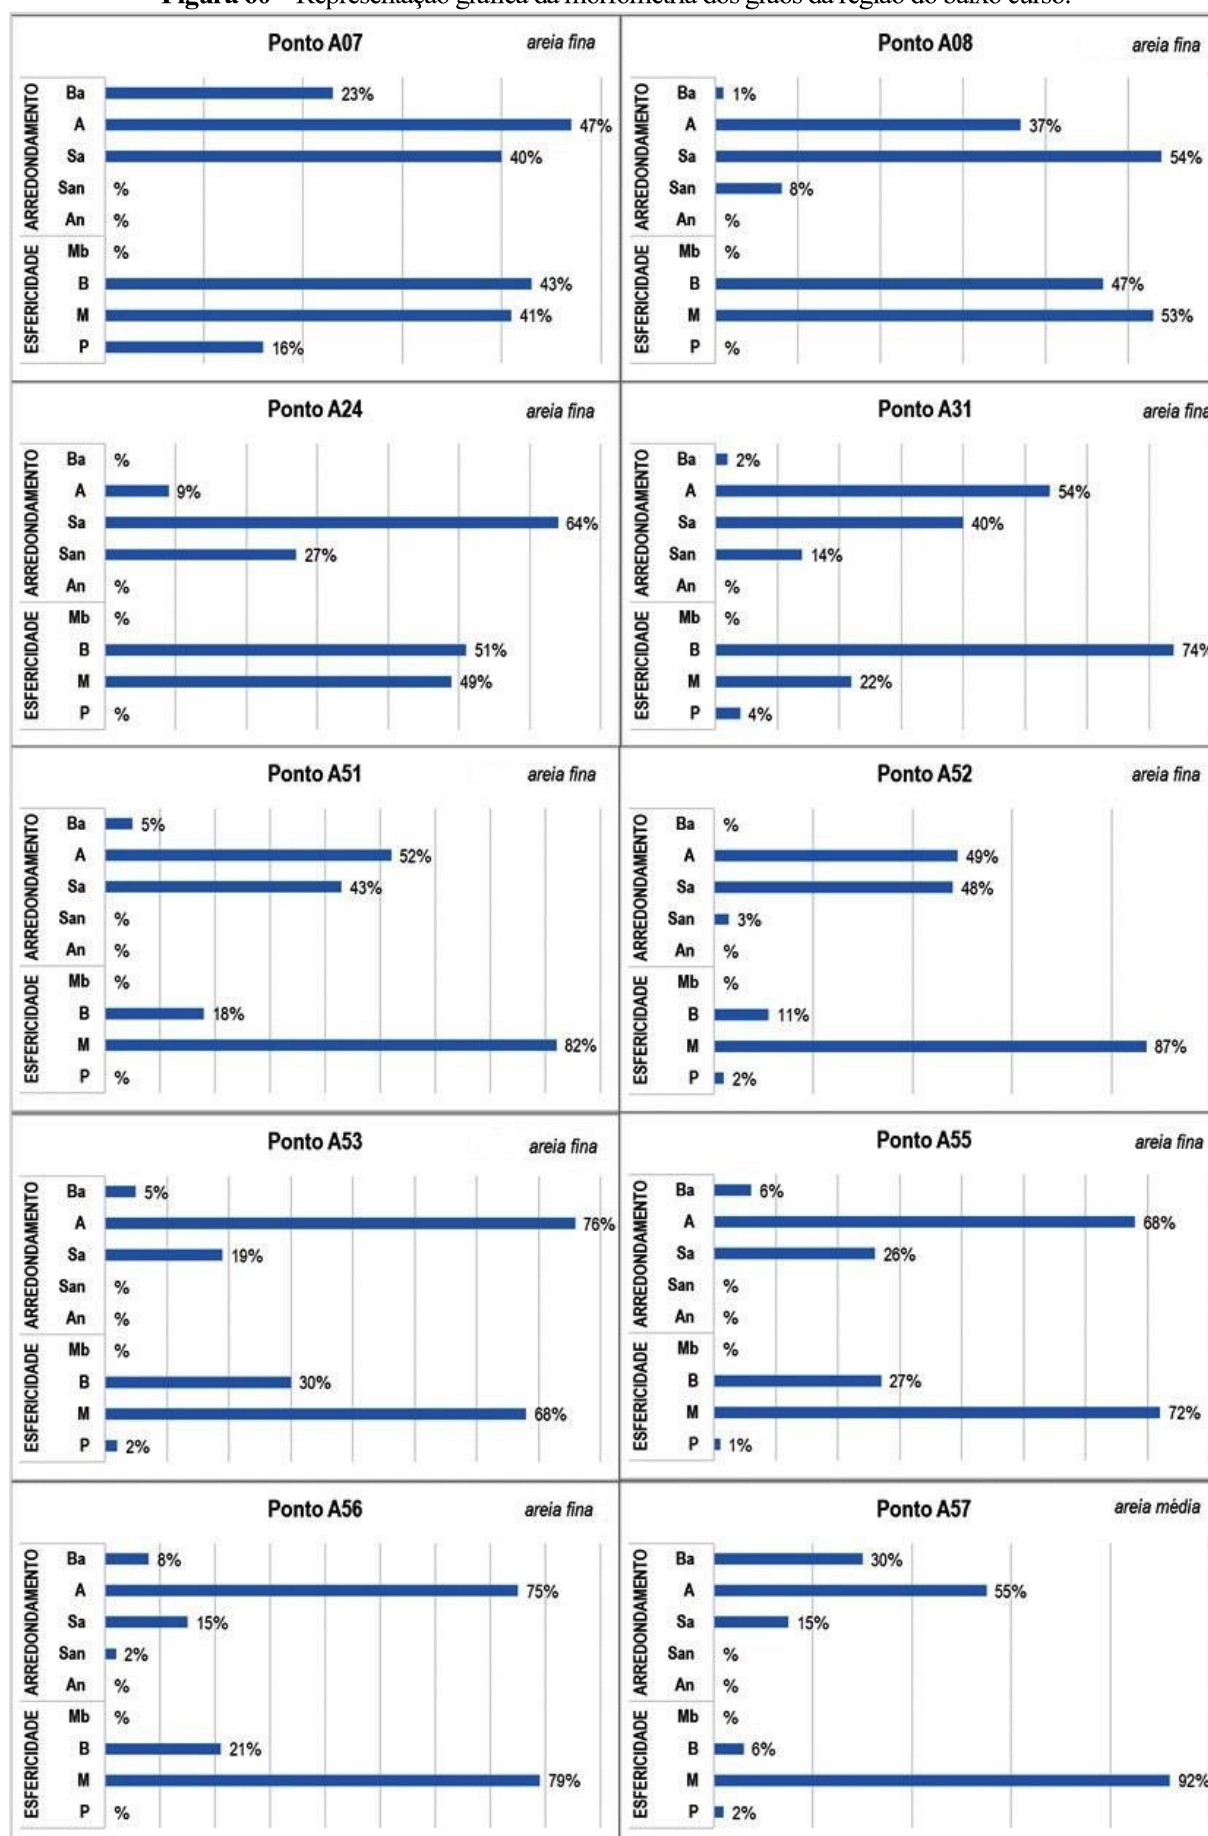 Figura 60 – Representação gráfica da morfometria dos grãos da região do baixo curso.
Ponto A07 areia fina
ARREDONDAMENTO
Ba 23%
A 47%
Sa 40%
San %
An %
ESFERICIDADE
Mb %
B 43%
M 41%
P 16%
Ponto A08 areia fina
ARREDONDAMENTO
Ba 1%
A 37%
Sa 54%
San 8%
An %
ESFERICIDADE
Mb %
B 47%
M 53%
P %
Ponto A24 areia fina
ARREDONDAMENTO
Ba %
A 9%
Sa 64%
San 27%
An %
ESFERICIDADE
Mb %
B 51%
M 49%
P %
Ponto A31 areia fina
ARREDONDAMENTO
Ba 2%
A 54%
Sa 40%
San 14%
An %
ESFERICIDADE
Mb %
B 74%
M 22%
P 4%
Ponto A51 areia fina
ARREDONDAMENTO
Ba 5%
A 52%
Sa 43%
San %
An %
ESFERICIDADE
Mb %
B 18%
M 82%
P %
Ponto A52 areia fina
ARREDONDAMENTO
Ba %
A 49%
Sa 48%
San 3%
An %
ESFERICIDADE
Mb %
B 11%
M 87%
P 2%
Ponto A53 areia fina
ARREDONDAMENTO
Ba 5%
A 76%
Sa 19%
San %
An %
ESFERICIDADE
Mb %
B 30%
M 68%
P 2%
Ponto A55 areia fina
ARREDONDAMENTO
Ba 6%
A 68%
Sa 26%
San %
An %
ESFERICIDADE
Mb %
B 27%
M 72%
P 1%
Ponto A56 areia fina
ARREDONDAMENTO
Ba 8%
A 75%
Sa 15%
San 2%
An %
ESFERICIDADE
Mb %
B 21%
M 79%
P %
Ponto A57 areia média
ARREDONDAMENTO
Ba 30%
A 55%
Sa 15%
San %
An %
ESFERICIDADE
Mb %
B 6%
M 92%
P 2%